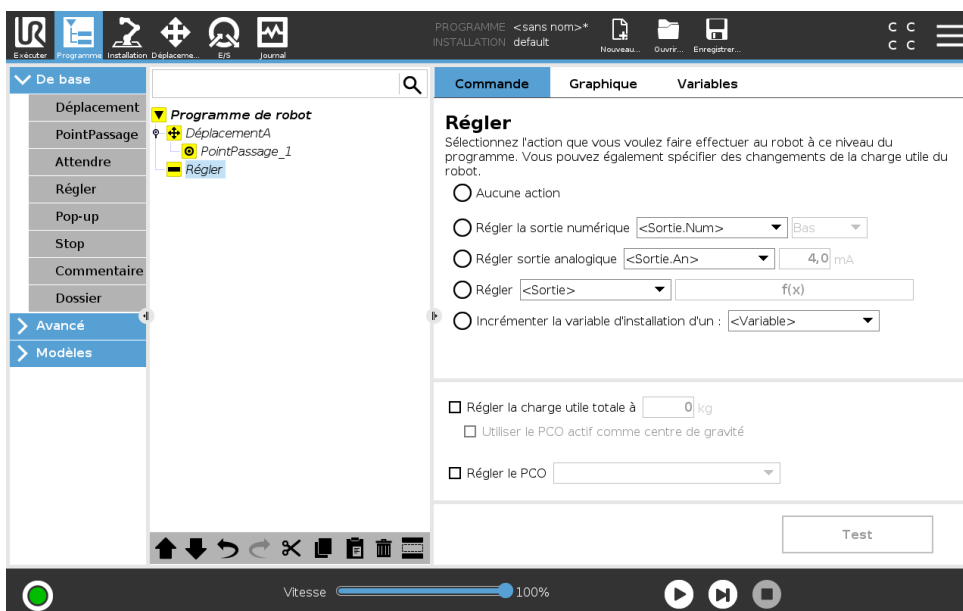 PROGRAMME <sans nom>*
INSTALLATION default
UR
Exécuter
Programme
Installation
Déplaceme...
E/S
Journal
Nouveau...
Ouvrir...
Enregistrer...
C C
C C
De base
Déplacement
PointPassage
Attendre
Régler
Pop-up
Stop
Commentaire
Dossier
Avancé
Modèles
Programme de robot
DéplacementA
PointPassage_1
Régler
Commande Graphique Variables
Régler
Sélectionnez l'action que vous voulez faire effectuer au robot à ce niveau du
programme. Vous pouvez également spécifier des changements de la charge utile du
robot.
Aucune action
Régler la sortie numérique <Sortie.Num> Bas
Régler sortie analogique <Sortie.An> 4,0 mA
Régler <Sortie> f(x)
Incrémenter la variable d'installation d'un : <Variable>
Régler la charge utile totale à 0 kg
Utiliser le PCO actif comme centre de gravité
Régler le PCO
Test
Vitesse 100%